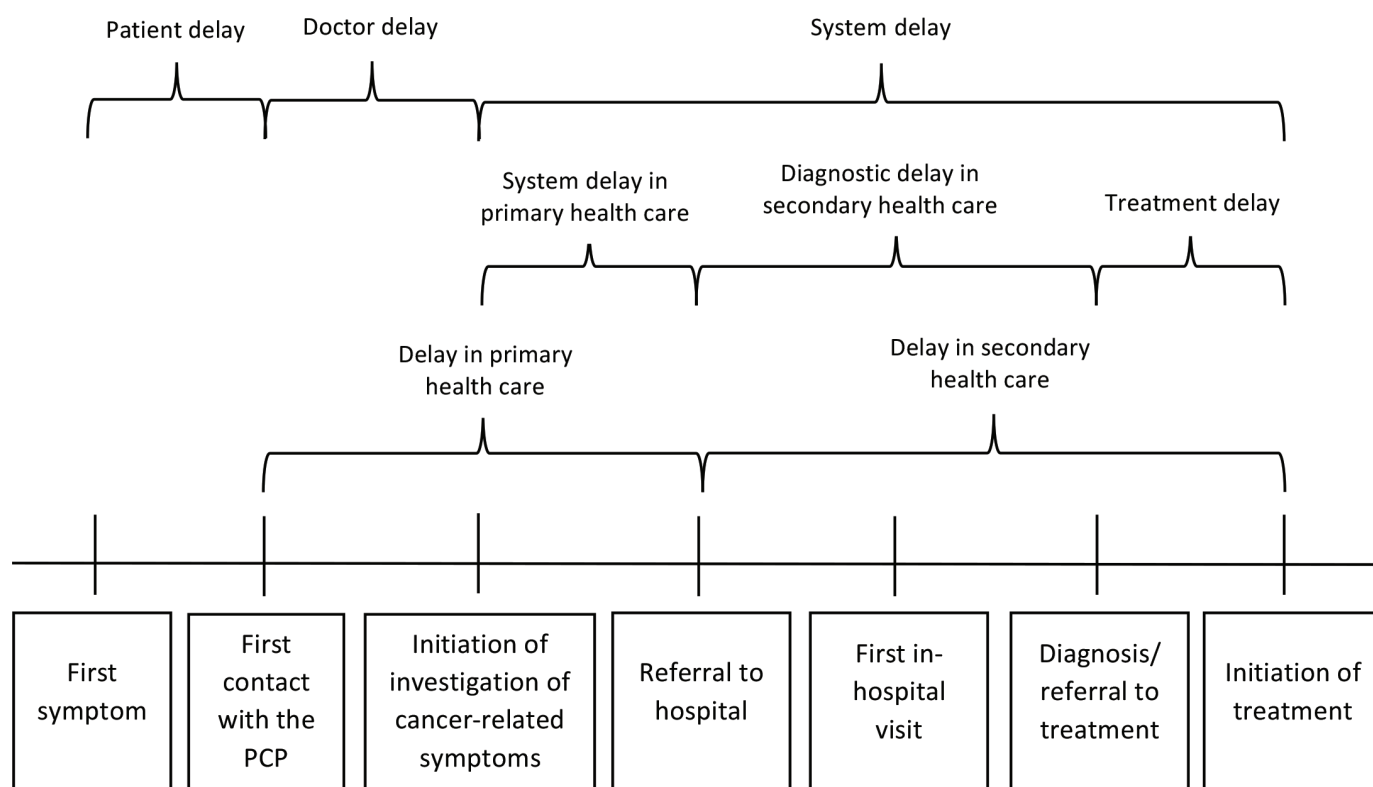 Patient delay
Doctor delay
System delay
System delay in
primary health care
Diagnostic delay in
secondary health care
Treatment delay
Delay in primary
health care
Delay in secondary
health care
First
symptom
First
contact
with the
PCP
Initiation of
investigation of
cancer-related
symptoms
Referral to
hospital
First in-
hospital
visit
Diagnosis/
referral to
treatment
Initiation of
treatment